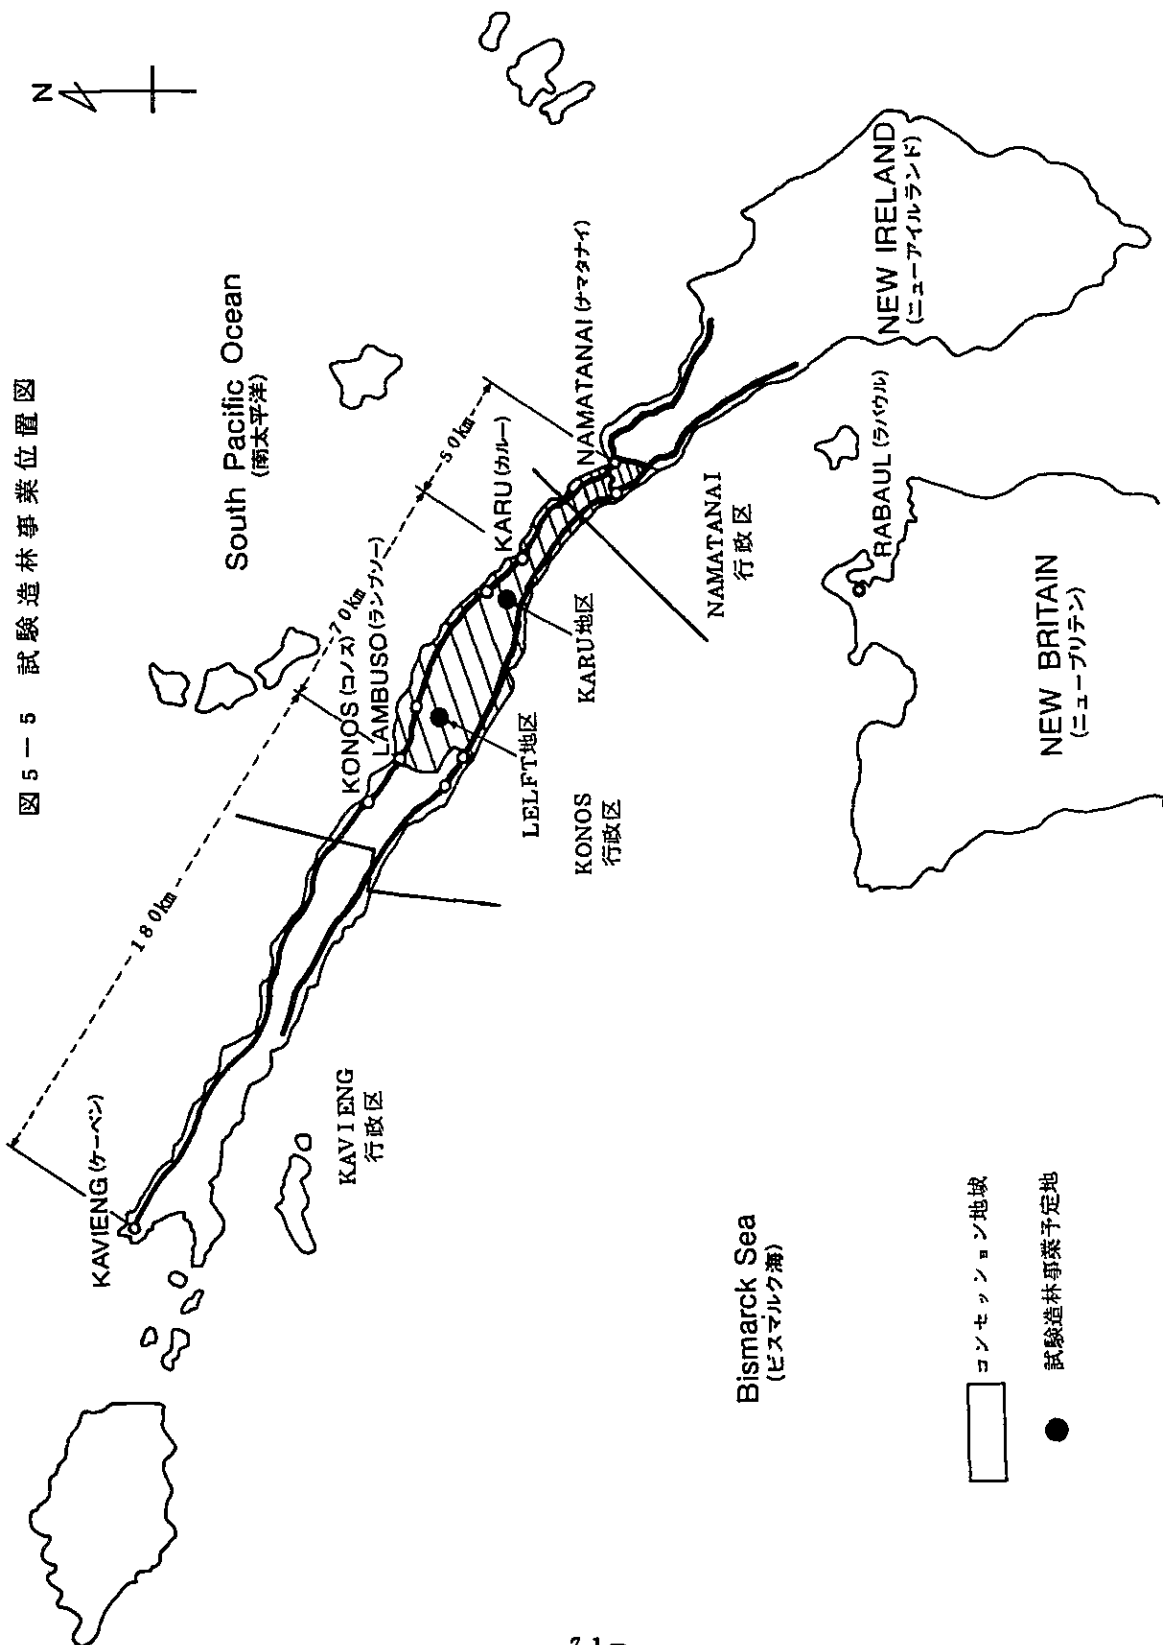 図5-5 試験造林事業位置図
N
South Pacific Ocean
(南太平洋)
180km
70km
50km
KAVIENG(ケーベン)
KONOS(コノス)
LAMBUSO(ランブソー)
KARU(カルー)
NAMATANAI(ナマタナイ)
KAVIENG
行政区
LELFT地区
KARU地区
KONOS
行政区
NAMATANAI
行政区
NEW IRELAND
(ニューアイルランド)
RABAUL(ラバウル)
NEW BRITAIN
(ニューブリテン)
Bismarck Sea
(ビスマルク海)
コンセッション地域
試験造林事業予定地
71-